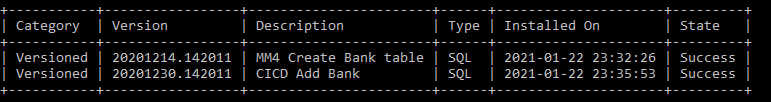 +-----------+-----------------+-----------------------+------+---------------------+---------+
| Category  | Version         | Description           | Type | Installed On        | State   |
+-----------+-----------------+-----------------------+------+---------------------+---------+
| Versioned | 20201214.142011 | MM4 Create Bank table | SQL  | 2021-01-22 23:32:26 | Success |
| Versioned | 20201230.142011 | CICD Add Bank         | SQL  | 2021-01-22 23:35:53 | Success |
+-----------+-----------------+-----------------------+------+---------------------+---------+